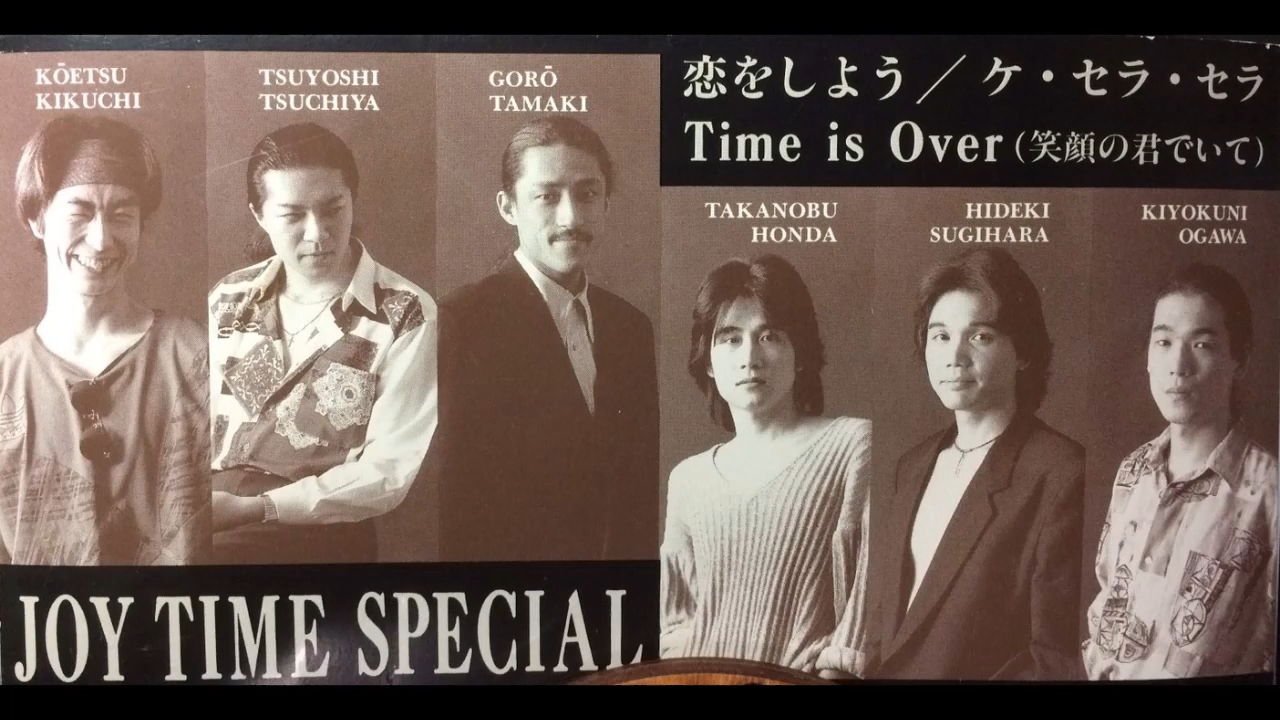 KŌETSU
KIKUCHI
TSUYOSHI
TSUCHIYA
GORŌ
TAMAKI
恋をしよう／ケ・セラ・セラ
Time is Over(笑顔の君でいて)
TAKANOBU
HONDA
HIDEKI
SUGIHARA
KIYOKUNI
OGAWA
JOY TIME SPECIAL